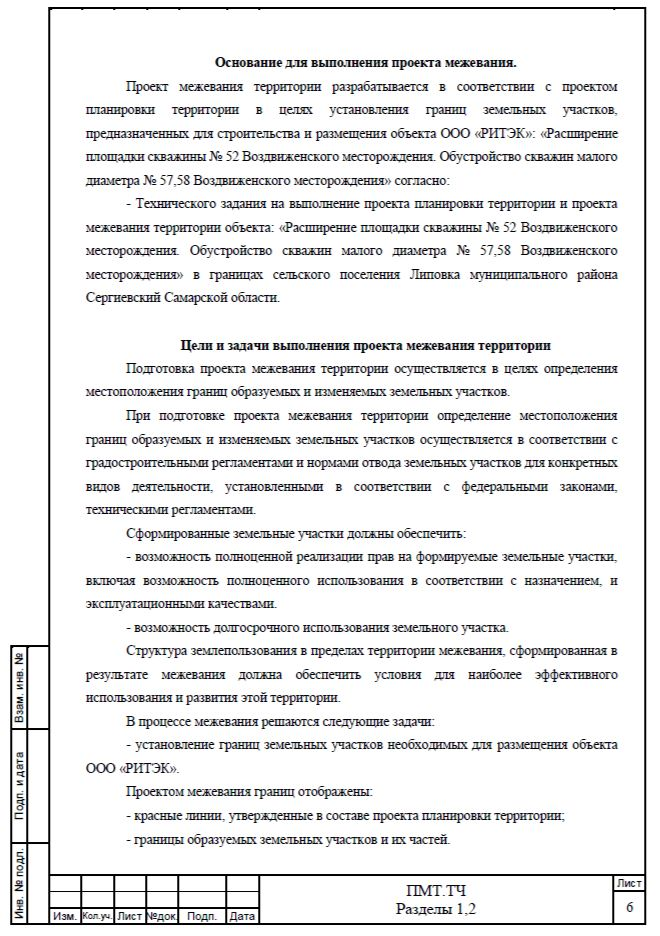 Основание для выполнения проекта межевания.
Проект межевания территории разрабатывается в соответствии с проектом
планировки территории в целях установления границ земельных участков,
предназначенных для строительства и размещения объекта ООО «РИТЭК»: «Расширение
площадки скважины № 52 Воздвиженского месторождения. Обустройство скважин малого
диаметра № 57,58 Воздвиженского месторождения» согласно:
- Технического задания на выполнение проекта планировки территории и проекта
межевания территории объекта: «Расширение площадки скважины № 52 Воздвиженского
месторождения. Обустройство скважин малого диаметра № 57,58 Воздвиженского
месторождения» в границах сельского поселения Липовка муниципального района
Сергиевский Самарской области.
Цели и задачи выполнения проекта межевания территории
Подготовка проекта межевания территории осуществляется в целях определения
местоположения границ образуемых и изменяемых земельных участков.
При подготовке проекта межевания территории определение местоположения
границ образуемых и изменяемых земельных участков осуществляется в соответствии с
градостроительными регламентами и нормами отвода земельных участков для конкретных
видов деятельности, установленными в соответствии с федеральными законами,
техническими регламентами.
Сформированные земельные участки должны обеспечить:
- возможность полноценной реализации прав на формируемые земельные участки,
включая возможность полноценного использования в соответствии с назначением, и
эксплуатационными качествами.
- возможность долгосрочного использования земельного участка.
Структура землепользования в пределах территории межевания, сформированная в
результате межевания должна обеспечить условия для наиболее эффективного
использования и развития этой территории.
В процессе межевания решаются следующие задачи:
- установление границ земельных участков необходимых для размещения объекта
ООО «РИТЭК».
Проектом межевания границ отображены:
- красные линии, утвержденные в составе проекта планировки территории;
- границы образуемых земельных участков и их частей.
Взам. инв. №
Подп. и дата
Инв. № подл.
Изм. Кол.уч. Лист №док. Подп. Дата
ПМТ.ТЧ
Разделы 1,2
Лист
6